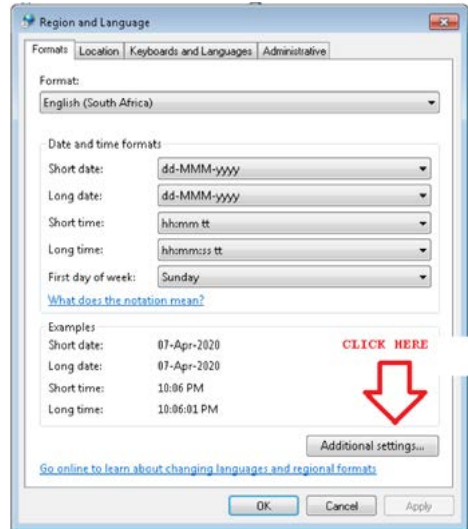 Region and Language
Formats Location Keyboards and Languages Administrative
Format:
English (South Africa)
Date and time formats
Short date: dd-MMM-yyyy
Long date: dd-MMM-yyyy
Short time: hh:mm tt
Long time: hh:mm:ss tt
First day of week: Sunday
What does the notation mean?
Examples
Short date: 07-Apr-2020 CLICK HERE
Long date: 07-Apr-2020
Short time: 10:06 PM
Long time: 10:06:01 PM
Additional settings...
Go online to learn about changing languages and regional formats
OK Cancel Apply